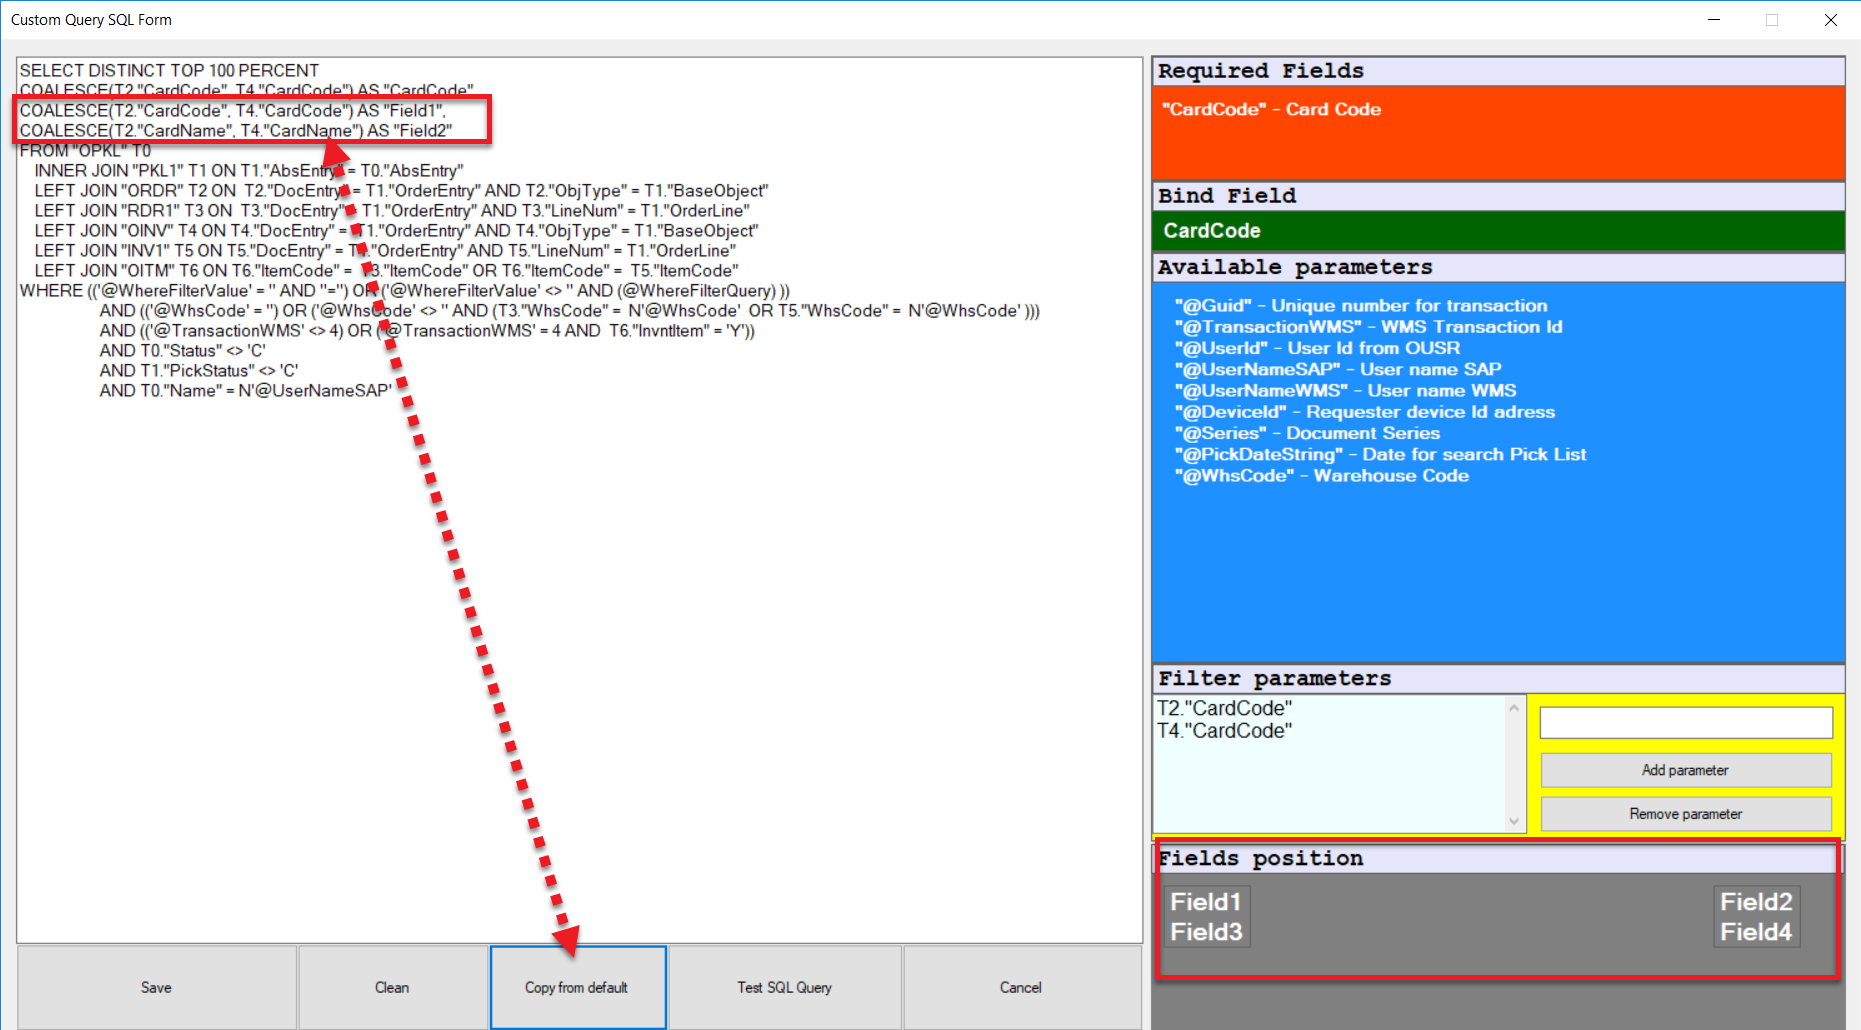 Custom Query SQL Form
SELECT DISTINCT TOP 100 PERCENT
COALESCE(T2."CardCode", T4."CardCode") AS "CardCode",
COALESCE(T2."CardCode", T4."CardCode") AS "Field1",
COALESCE(T2."CardName", T4."CardName") AS "Field2"
FROM "OPKL" T0
INNER JOIN "PKL1" T1 ON T1."AbsEntry" = T0."AbsEntry"
LEFT JOIN "ORDR" T2 ON  T2."DocEntry" = T1."OrderEntry" AND T2."ObjType" = T1."BaseObject"
LEFT JOIN "RDR1" T3 ON  T3."DocEntry" = T1."OrderEntry" AND T3."LineNum" = T1."OrderLine"
LEFT JOIN "OINV" T4 ON T4."DocEntry" = T1."OrderEntry" AND T4."ObjType" = T1."BaseObject"
LEFT JOIN "INV1" T5 ON T5."DocEntry" = T1."OrderEntry" AND T5."LineNum" = T1."OrderLine"
LEFT JOIN "OITM" T6 ON T6."ItemCode" =  T3."ItemCode" OR T6."ItemCode" =  T5."ItemCode"
WHERE (('@WhereFilterValue' = '' AND ''='') OR ('@WhereFilterValue' <> '' AND (@WhereFilterQuery) ))
AND (('@WhsCode' = '') OR ('@WhsCode' <> '' AND (T3."WhsCode" =  N'@WhsCode'  OR T5."WhsCode" =  N'@WhsCode' )))
AND (('@TransactionWMS' <> 4) OR ('@TransactionWMS' = 4 AND  T6."InvntItem" = 'Y'))
AND T0."Status" <> 'C'
AND T1."PickStatus" <> 'C'
AND T0."Name" = N'@UserNameSAP'
Save
Clean
Copy from default
Test SQL Query
Cancel
Required Fields
"CardCode" - Card Code
Bind Field
CardCode
Available parameters
"@Guid" - Unique number for transaction
"@TransactionWMS" - WMS Transaction Id
"@UserId" - User Id from OUSR
"@UserNameSAP" - User name SAP
"@UserNameWMS" - User name WMS
"@DeviceId" - Requester device Id adress
"@Series" - Document Series
"@PickDateString" - Date for search Pick List
"@WhsCode" - Warehouse Code
Filter parameters
T2."CardCode"
T4."CardCode"
Add parameter
Remove parameter
Fields position
Field1 Field2
Field3 Field4